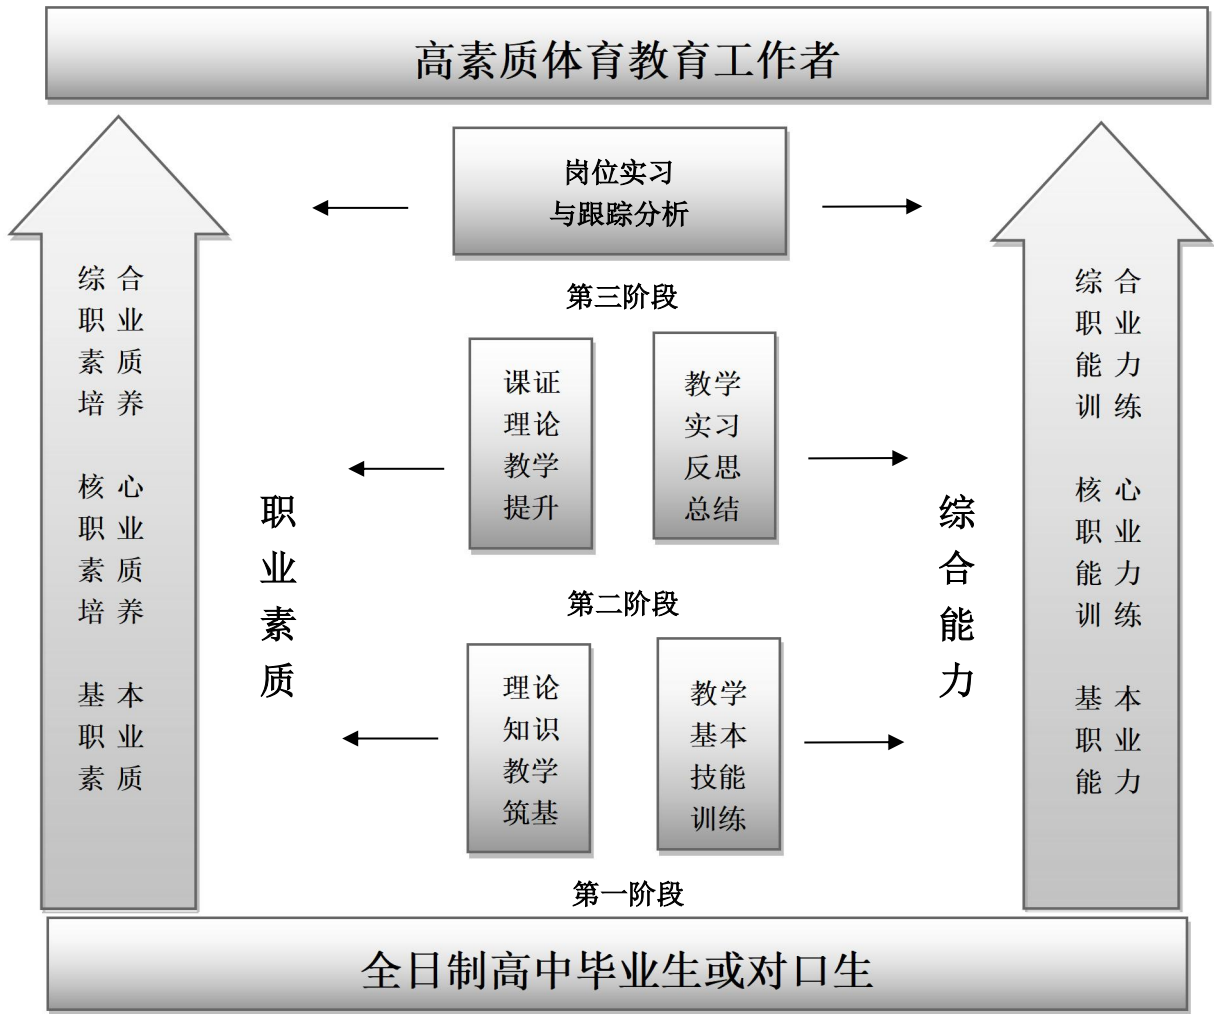 高素质体育教育工作者
岗位实习
与跟踪分析
第三阶段
综合
职业
素质
培养
核心
职业
素质
培养
基本
职业
素质
职
业
素
质
课证
理论
教学
提升
教学
实习
反思
总结
第二阶段
理论
知识
教学
筑基
教学
基本
技能
训练
第一阶段
综
合
能
力
综合
职业
能力
训练
核心
职业
能力
训练
基本
职业
能力
全日制高中毕业生或对口生